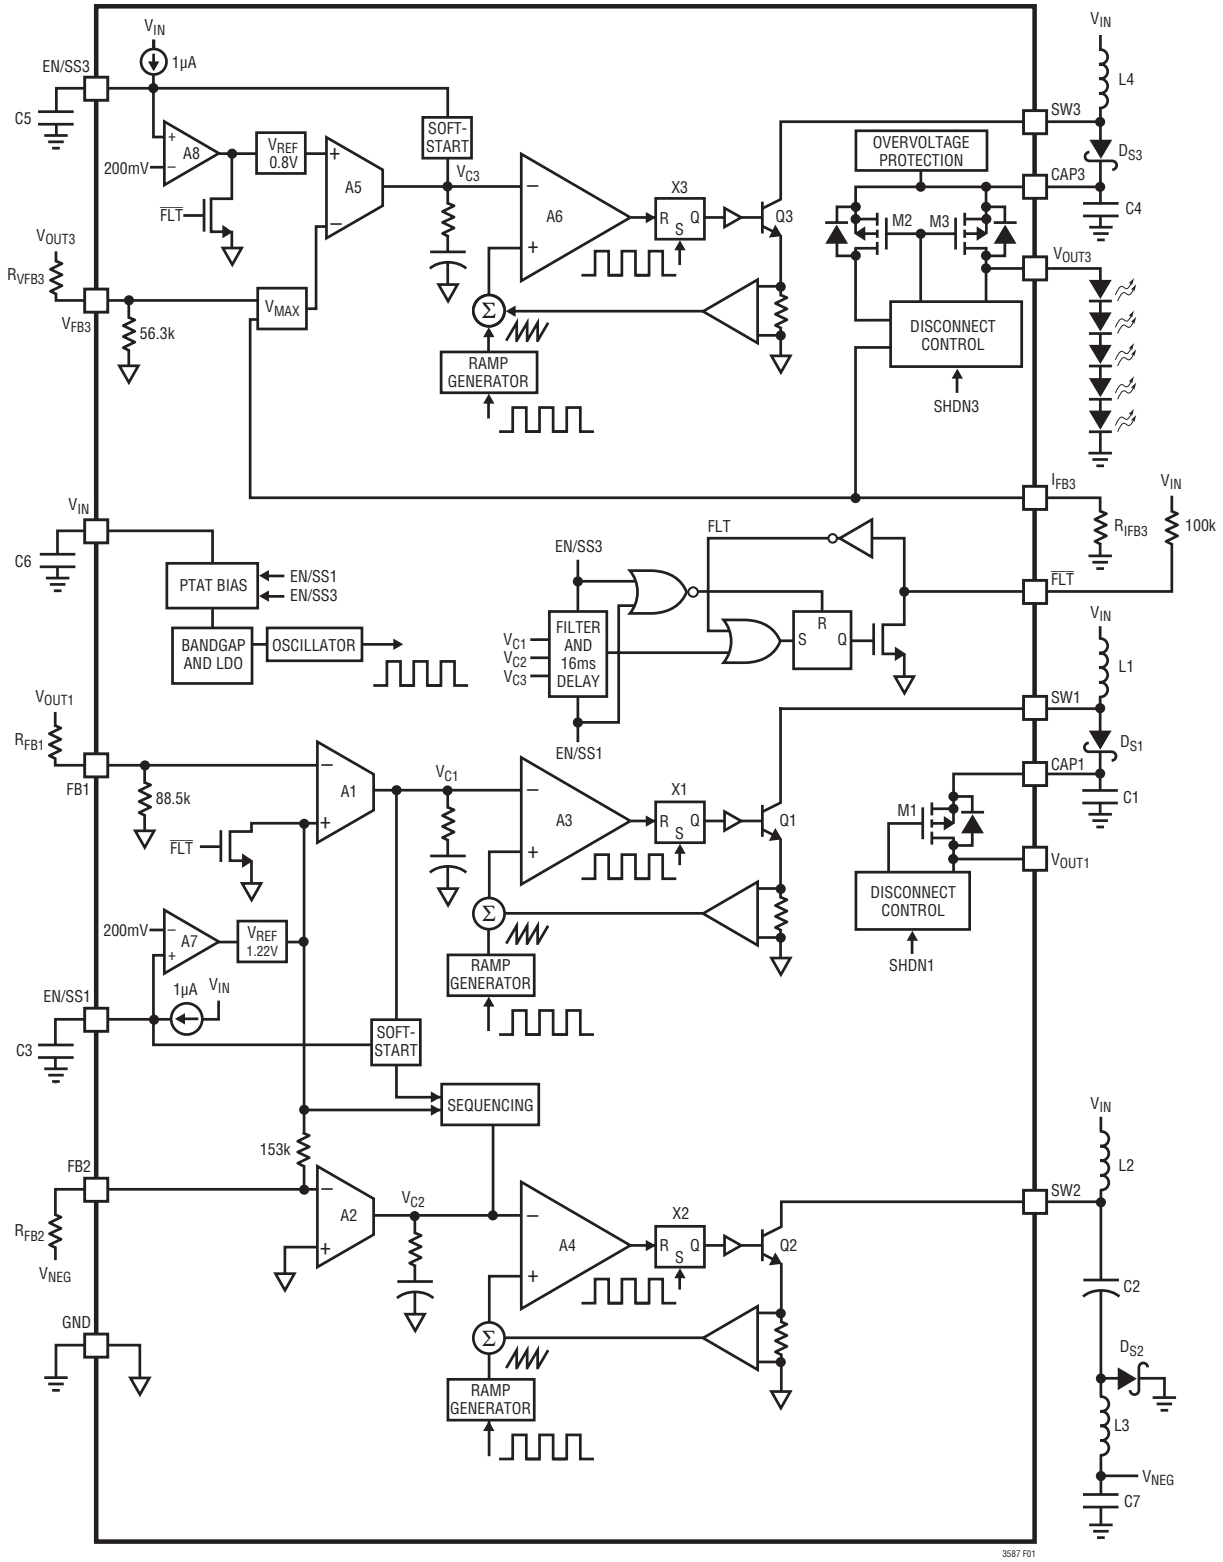 VIN
1µA
EN/SS3
C5
200mV
+
−
A8
VREF
0.8V
+
−
A5
SOFT-
START
VC3
−
+
A6
X3
R
Q
S
Q3
FLT
VOUT3
RVFB3
VFB3
56.3k
VMAX
Σ
RAMP
GENERATOR
OVERVOLTAGE
PROTECTION
M2
M3
DISCONNECT
CONTROL
SHDN3
VIN
L4
SW3
DS3
CAP3
C4
VOUT3
IFB3
RIFB3
VIN
100k
FLT
VIN
C6
PTAT BIAS
EN/SS1
EN/SS3
BANDGAP
AND LDO
OSCILLATOR
FLT
EN/SS3
FILTER
AND
16ms
DELAY
VC1
VC2
VC3
EN/SS1
R
S
Q
VIN
L1
SW1
DS1
CAP1
C1
VOUT1
M1
DISCONNECT
CONTROL
SHDN1
VOUT1
RFB1
FB1
88.5k
−
+
A1
VC1
−
+
A3
X1
R
Q
S
Q1
FLT
200mV
−
+
A7
VREF
1.22V
Σ
RAMP
GENERATOR
EN/SS1
1µA
VIN
C3
SOFT-
START
SEQUENCING
153k
FB2
RFB2
VNEG
−
+
A2
VC2
−
+
A4
X2
R
Q
S
Q2
Σ
RAMP
GENERATOR
GND
VIN
L2
SW2
C2
DS2
L3
VNEG
C7
3587 F01